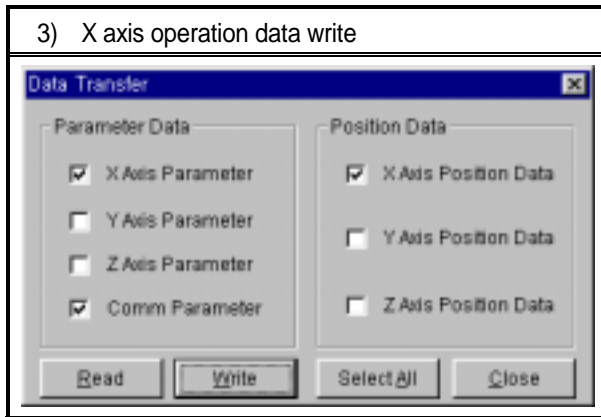 3) X axis operation data write
Data Transfer
Parameter Data
X Axis Parameter
Y Axis Parameter
Z Axis Parameter
Comm Parameter
Position Data
X Axis Position Data
Y Axis Position Data
Z Axis Position Data
Read Write Select All Close